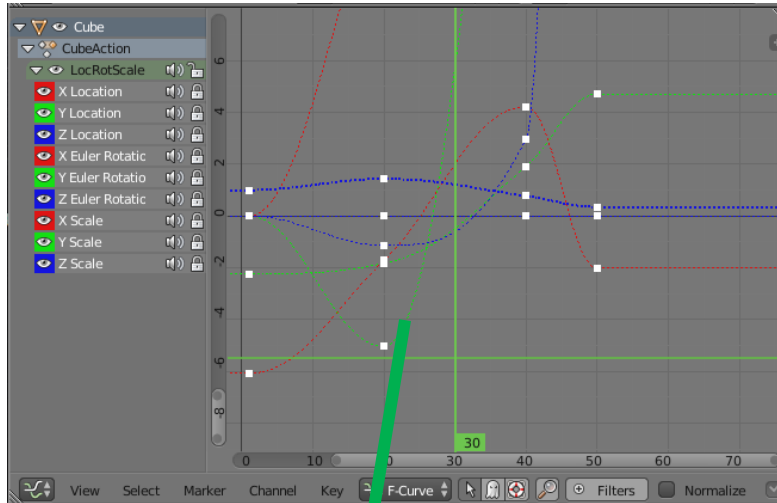 Cube
CubeAction
LocRotScale
X Location
Y Location
Z Location
X Euler Rotatic
Y Euler Rotatio
Z Euler Rotatic
X Scale
Y Scale
Z Scale
6
4
2
0
-2
-4
-6
-8
30
0 10 20 30 40 50 60 70
View Select Marker Channel Key F-Curve Filters Normalize